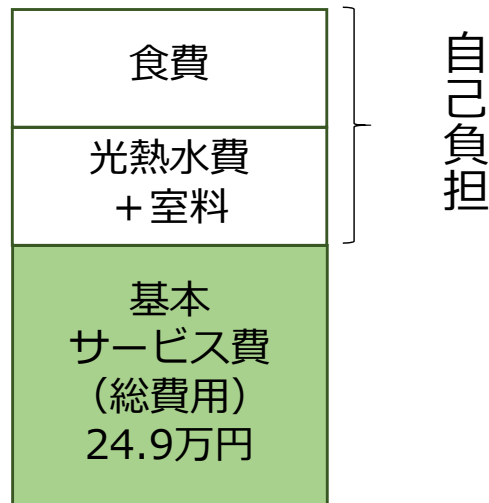 食費
光熱水費
＋室料
基本
サービス費
（総費用）
24.9万円
自己負担